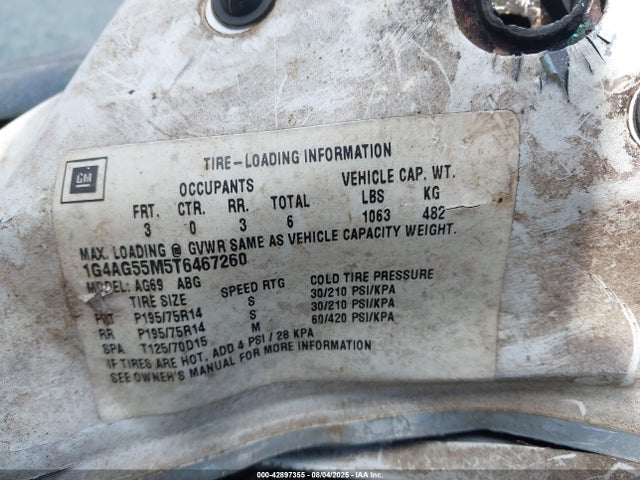 GM
TIRE-LOADING INFORMATION
OCCUPANTS VEHICLE CAP. WT.
FRT. CTR. RR. TOTAL LBS KG
3 0 3 6 1063 482
MAX. LOADING @ GVWR SAME AS VEHICLE CAPACITY WEIGHT.
1G4AG55M5T6467260
MODEL: AG69 ABG
TIRE SIZE SPEED RTG COLD TIRE PRESSURE
FRT P195/75R14 S 30/210 PSI/KPA
RR P195/75R14 S 30/210 PSI/KPA
SPA T125/70D15 M 60/420 PSI/KPA
IF TIRES ARE HOT, ADD 4 PSI / 28 KPA
SEE OWNER'S MANUAL FOR MORE INFORMATION
000-42897355 - 08/04/2025 - IAA Inc.